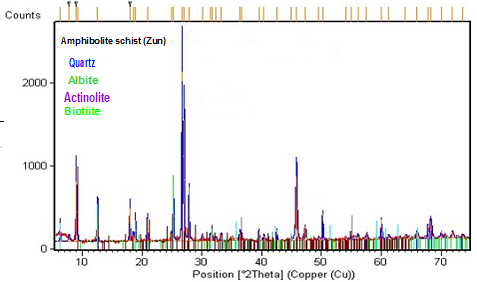 Counts
Amphibolite schist (Zun)
Quartz
Albite
Actinolite
Biotiite
2000
1000
0
10
20
30
40
50
60
70
Position [°2Theta] (Copper (Cu))